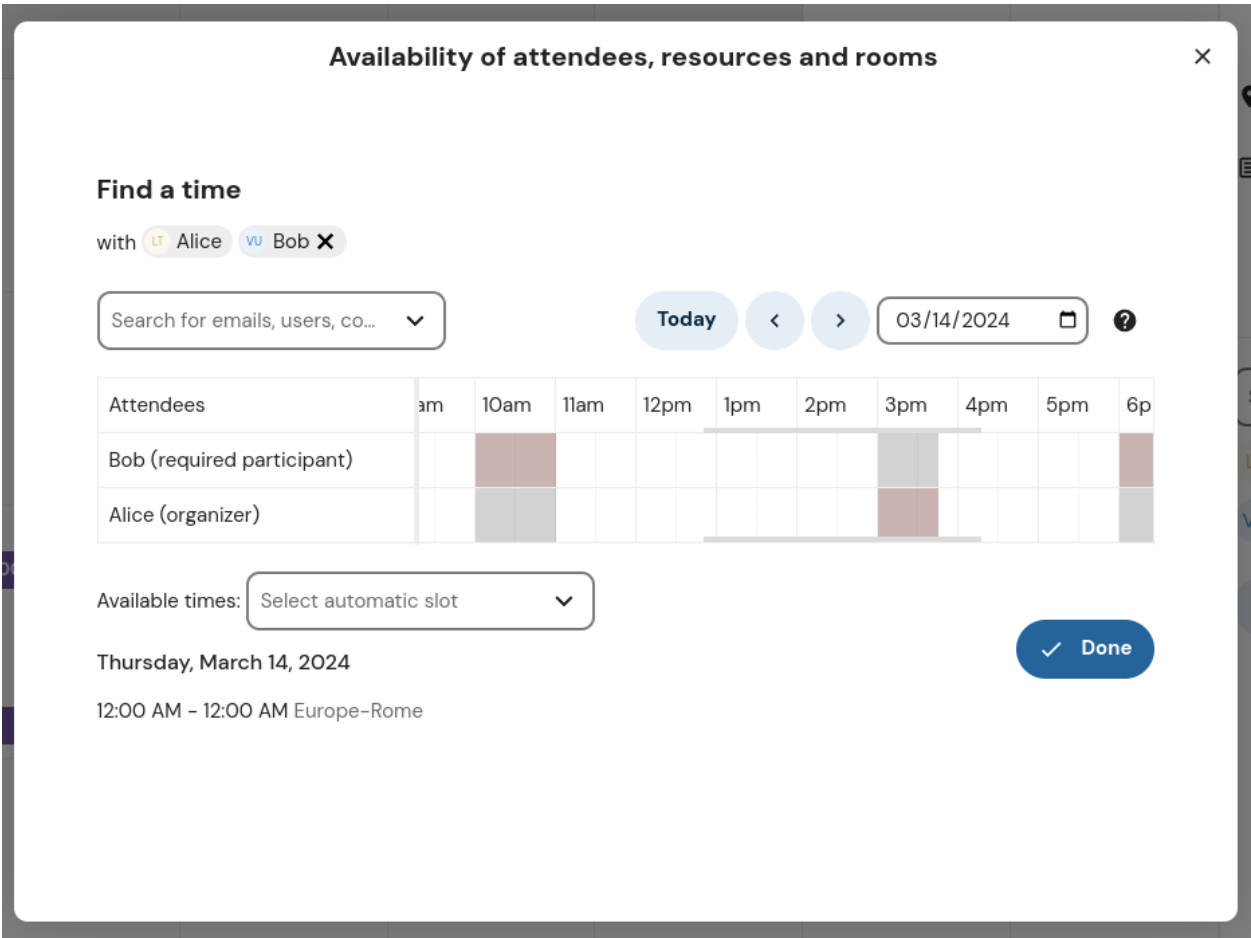 Availability of attendees, resources and rooms
Find a time
with LT Alice VU Bob
Search for emails, users, co...
Today
03/14/2024
Attendees am 10am 11am 12pm 1pm 2pm 3pm 4pm 5pm 6p
Bob (required participant)
Alice (organizer)
Available times: Select automatic slot
Done
Thursday, March 14, 2024
12:00 AM - 12:00 AM Europe-Rome